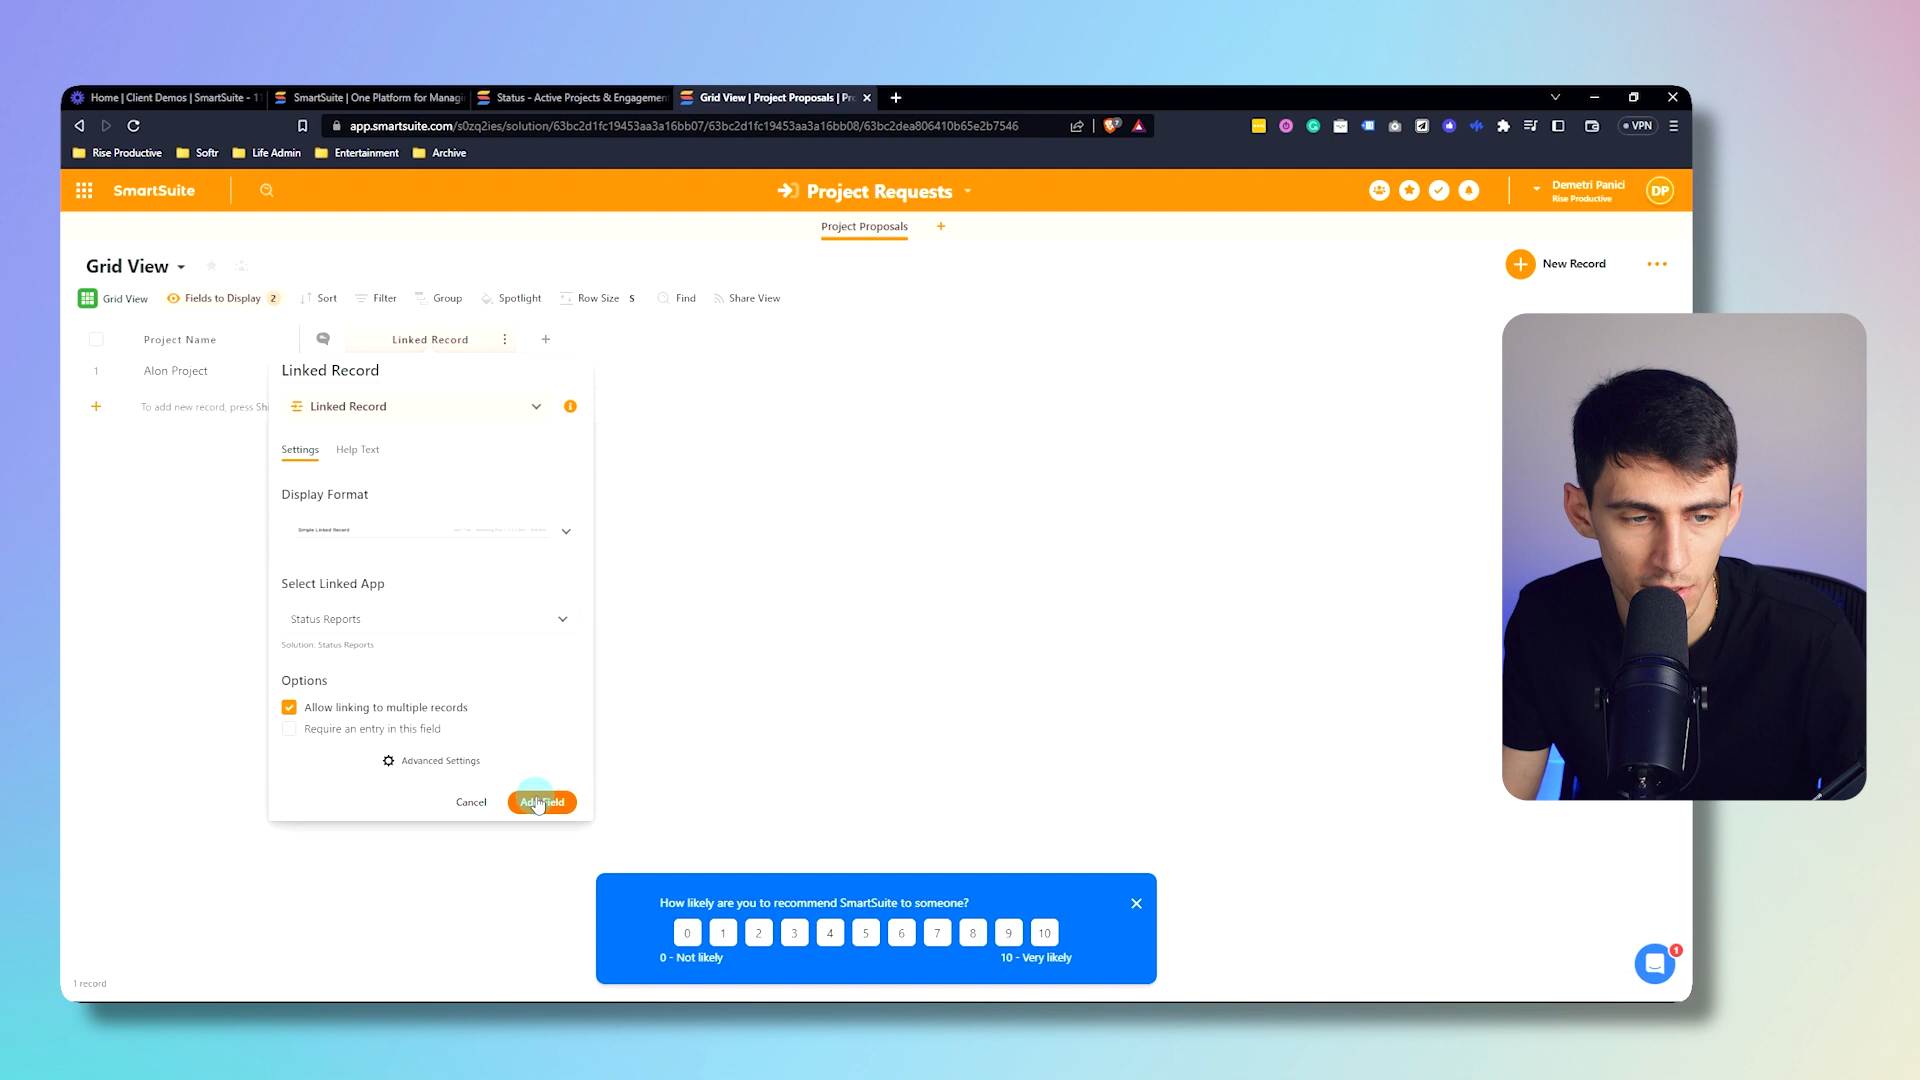 Home | Client Demos | SmartSuite - 11
SmartSuite | One Platform for Managi
Status - Active Projects & Engagemen
Grid View | Project Proposals | Pr
app.smartsuite.com/s0zq2ies/solution/63bc2d1fc19453aa3a16bb07/63bc2d1fc19453aa3a16bb08/63bc2dea806410b65e2b7546
VPN
Rise Productive
Softr
Life Admin
Entertainment
Archive
SmartSuite
Project Requests
Demetri Panici
Rise Productive
DP
Project Proposals
Grid View
New Record
Grid View
Fields to Display 2
Sort
Filter
Group
Spotlight
Row Size S
Find
Share View
Project Name
Linked Record
1
Alon Project
To add new record, press Shi
Linked Record
Linked Record
Settings
Help Text
Display Format
Simple Linked Record
Select Linked App
Status Reports
Solution: Status Reports
Options
Allow linking to multiple records
Require an entry in this field
Advanced Settings
Cancel
Add Field
How likely are you to recommend SmartSuite to someone?
0 1 2 3 4 5 6 7 8 9 10
0 - Not likely
10 - Very likely
1
1 record